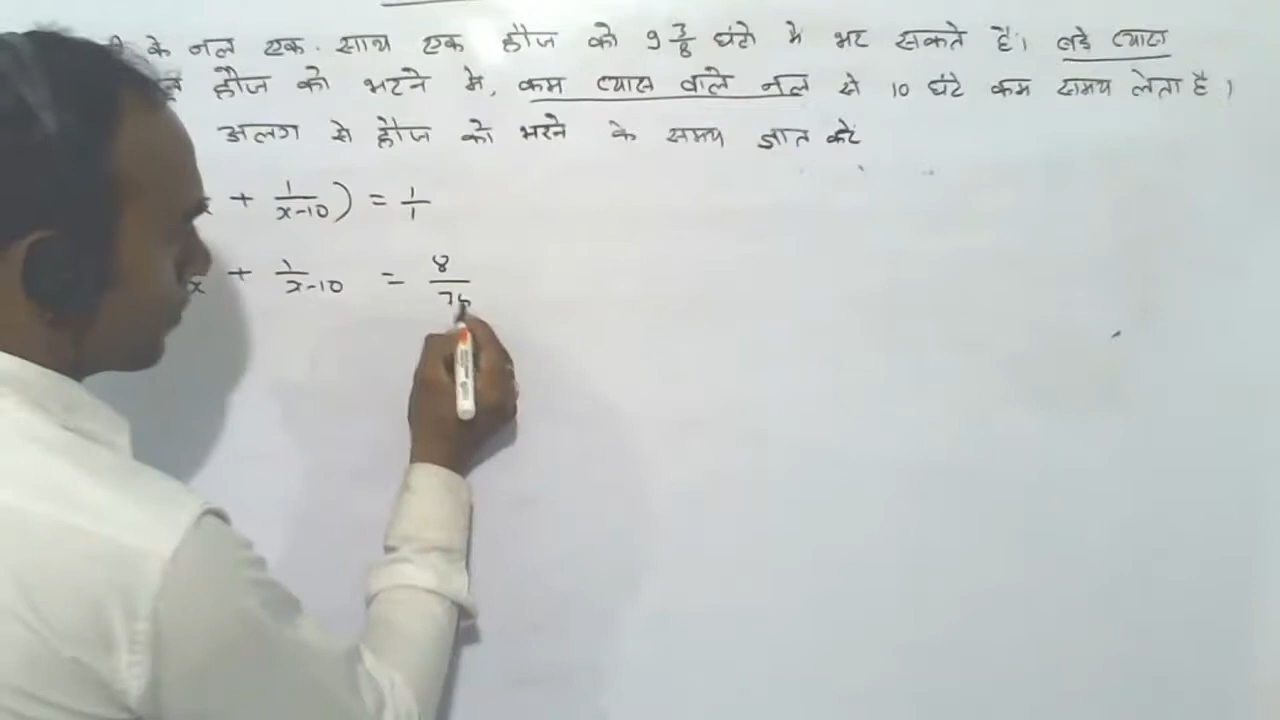 के नल एक साथ एक हौज को 9 3/8 घंटो मे भर सकते हैं। बड़े व्यास
हौज को भरने मे, कम व्यास वाले नल से 10 घंटे कम समय लेता है।
अलग से हौज को भरने के समय ज्ञात करें
x + 1/(x-10)) = 1/1
x + 1/(x-10) = 8/75